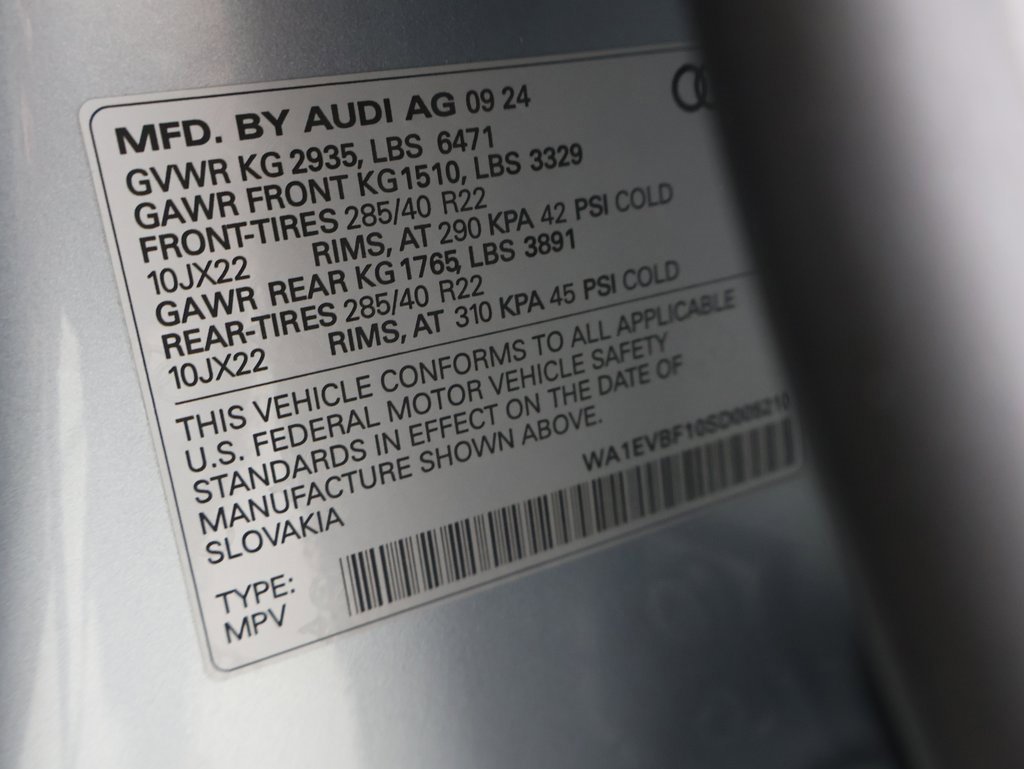 MFD. BY AUDI AG 09 24
GVWR KG 2935, LBS 6471
GAWR FRONT KG 1510, LBS 3329
FRONT-TIRES 285/40 R22
10JX22 RIMS, AT 290 KPA 42 PSI COLD
GAWR REAR KG 1765, LBS 3891
REAR-TIRES 285/40 R22
10JX22 RIMS, AT 310 KPA 45 PSI COLD
THIS VEHICLE CONFORMS TO ALL APPLICABLE
U.S. FEDERAL MOTOR VEHICLE SAFETY
STANDARDS IN EFFECT ON THE DATE OF
MANUFACTURE SHOWN ABOVE.
SLOVAKIA
WA1EVBF10SD005210
TYPE:
MPV